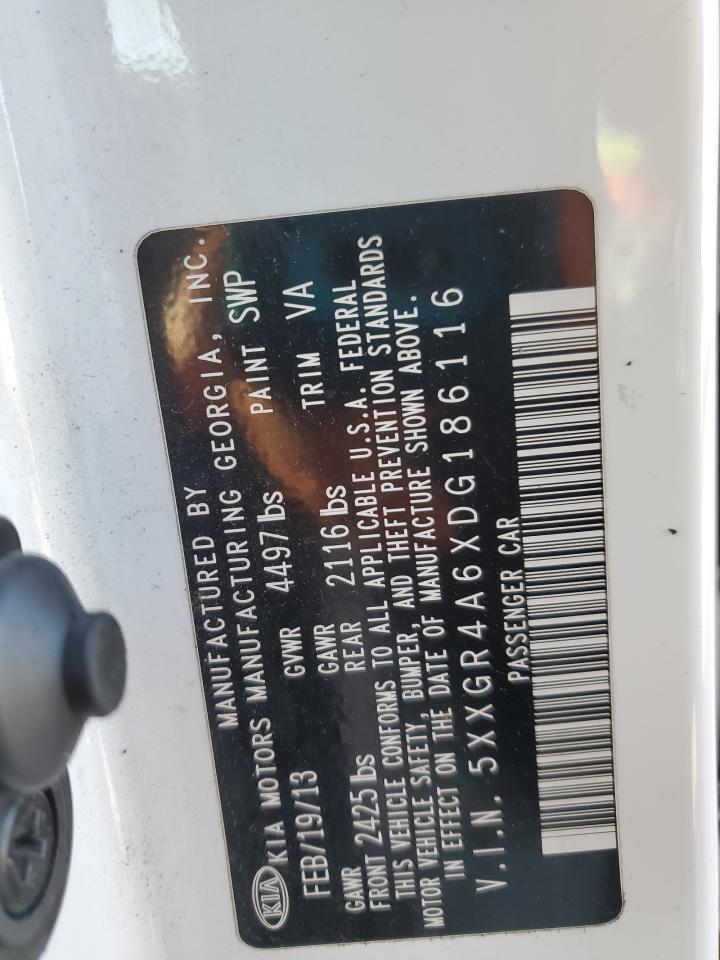 MANUFACTURED BY
KIA KIA MOTORS MANUFACTURING GEORGIA, INC.
FEB/19/13 GVWR 4497 lbs PAINT SWP
GAWR FRONT 2425 lbs GAWR REAR 2116 lbs TRIM VA
THIS VEHICLE CONFORMS TO ALL APPLICABLE U.S.A. FEDERAL
MOTOR VEHICLE SAFETY, BUMPER, AND THEFT PREVENTION STANDARDS
IN EFFECT ON THE DATE OF MANUFACTURE SHOWN ABOVE.
V.I.N. 5XXGR4A6XDG186116
PASSENGER CAR